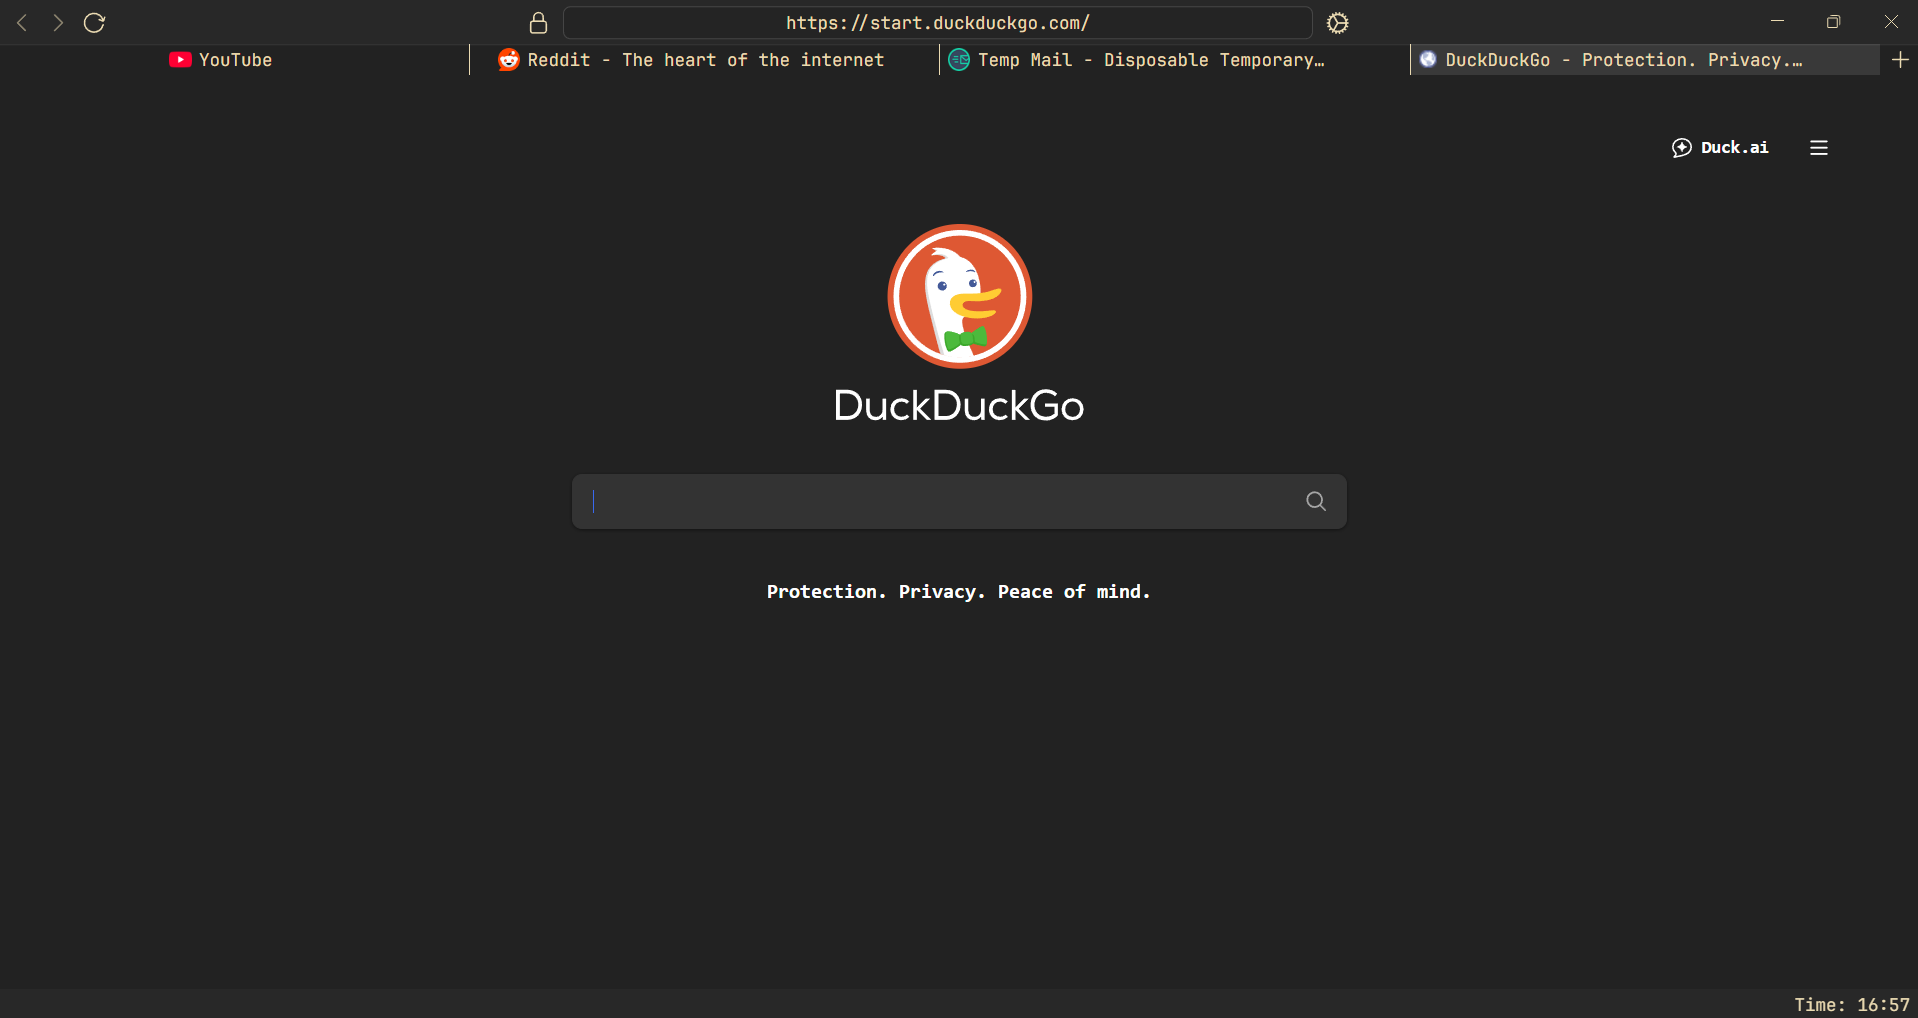 https://start.duckduckgo.com/
YouTube
Reddit - The heart of the internet
Temp Mail - Disposable Temporary…
DuckDuckGo - Protection. Privacy.…
Duck.ai
DuckDuckGo
Protection. Privacy. Peace of mind.
Time: 16:57